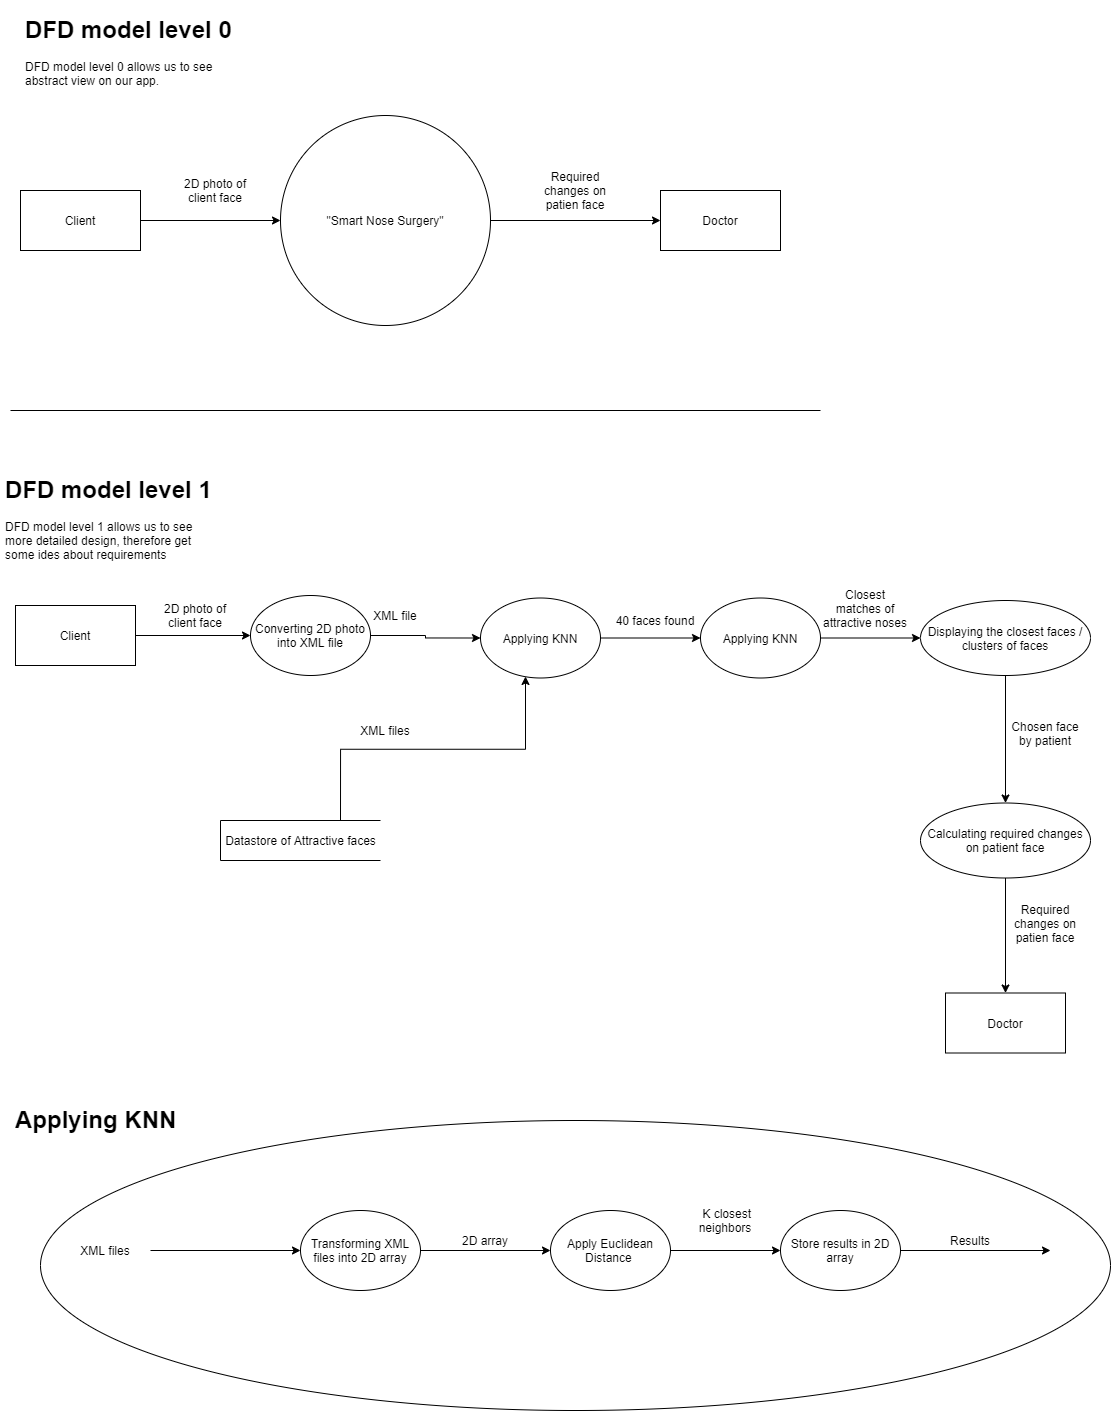 DFD model level 0
DFD model level 0 allows us to see
abstract view on our app.
Client
2D photo of
client face
"Smart Nose Surgery"
Required
changes on
patien face
Doctor
DFD model level 1
DFD model level 1 allows us to see
more detailed design, therefore get
some ides about requirements
Client
2D photo of
client face
Converting 2D photo
into XML file
XML file
Applying KNN
40 faces found
Applying KNN
Closest
matches of
attractive noses
Displaying the closest faces /
clusters of faces
XML files
Datastore of Attractive faces
Chosen face
by patient
Calculating required changes
on patient face
Required
changes on
patien face
Doctor
Applying KNN
XML files
Transforming XML
files into 2D array
2D array
Apply Euclidean
Distance
K closest
neighbors
Store results in 2D
array
Results